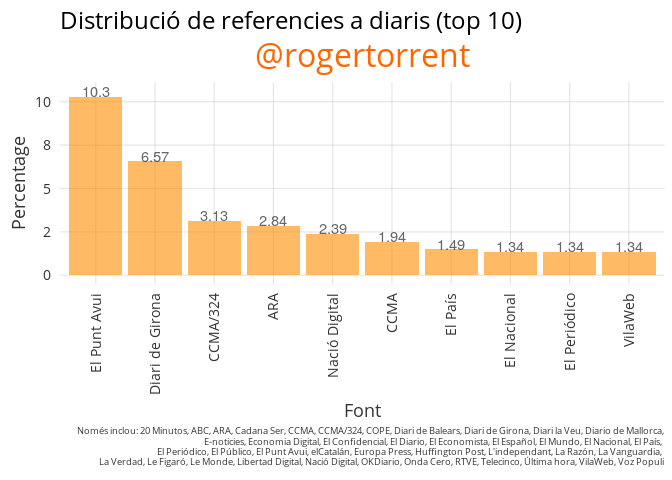 Distribució de referencies a diaris (top 10)
@rogertorrent
Percentage
10
8
5
2
0
10.3
6.57
3.13
2.84
2.39
1.94
1.49
1.34
1.34
1.34
El Punt Avui
Diari de Girona
CCMA/324
ARA
Nació Digital
CCMA
El País
El Nacional
El Periódico
VilaWeb
Font
Només inclou: 20 Minutos, ABC, ARA, Cadana Ser, CCMA, CCMA/324, COPE, Diari de Balears, Diari de Girona, Diari la Veu, Diario de Mallorca,
E-noticies, Economia Digital, El Confidencial, El Diario, El Economista, El Español, El Mundo, El Nacional, El País,
El Periódico, El Público, El Punt Avui, elCatalán, Europa Press, Huffington Post, L'independant, La Razón, La Vanguardia,
La Verdad, Le Figaró, Le Monde, Libertad Digital, Nació Digital, OKDiario, Onda Cero, RTVE, Telecinco, Última hora, VilaWeb, Voz Populi